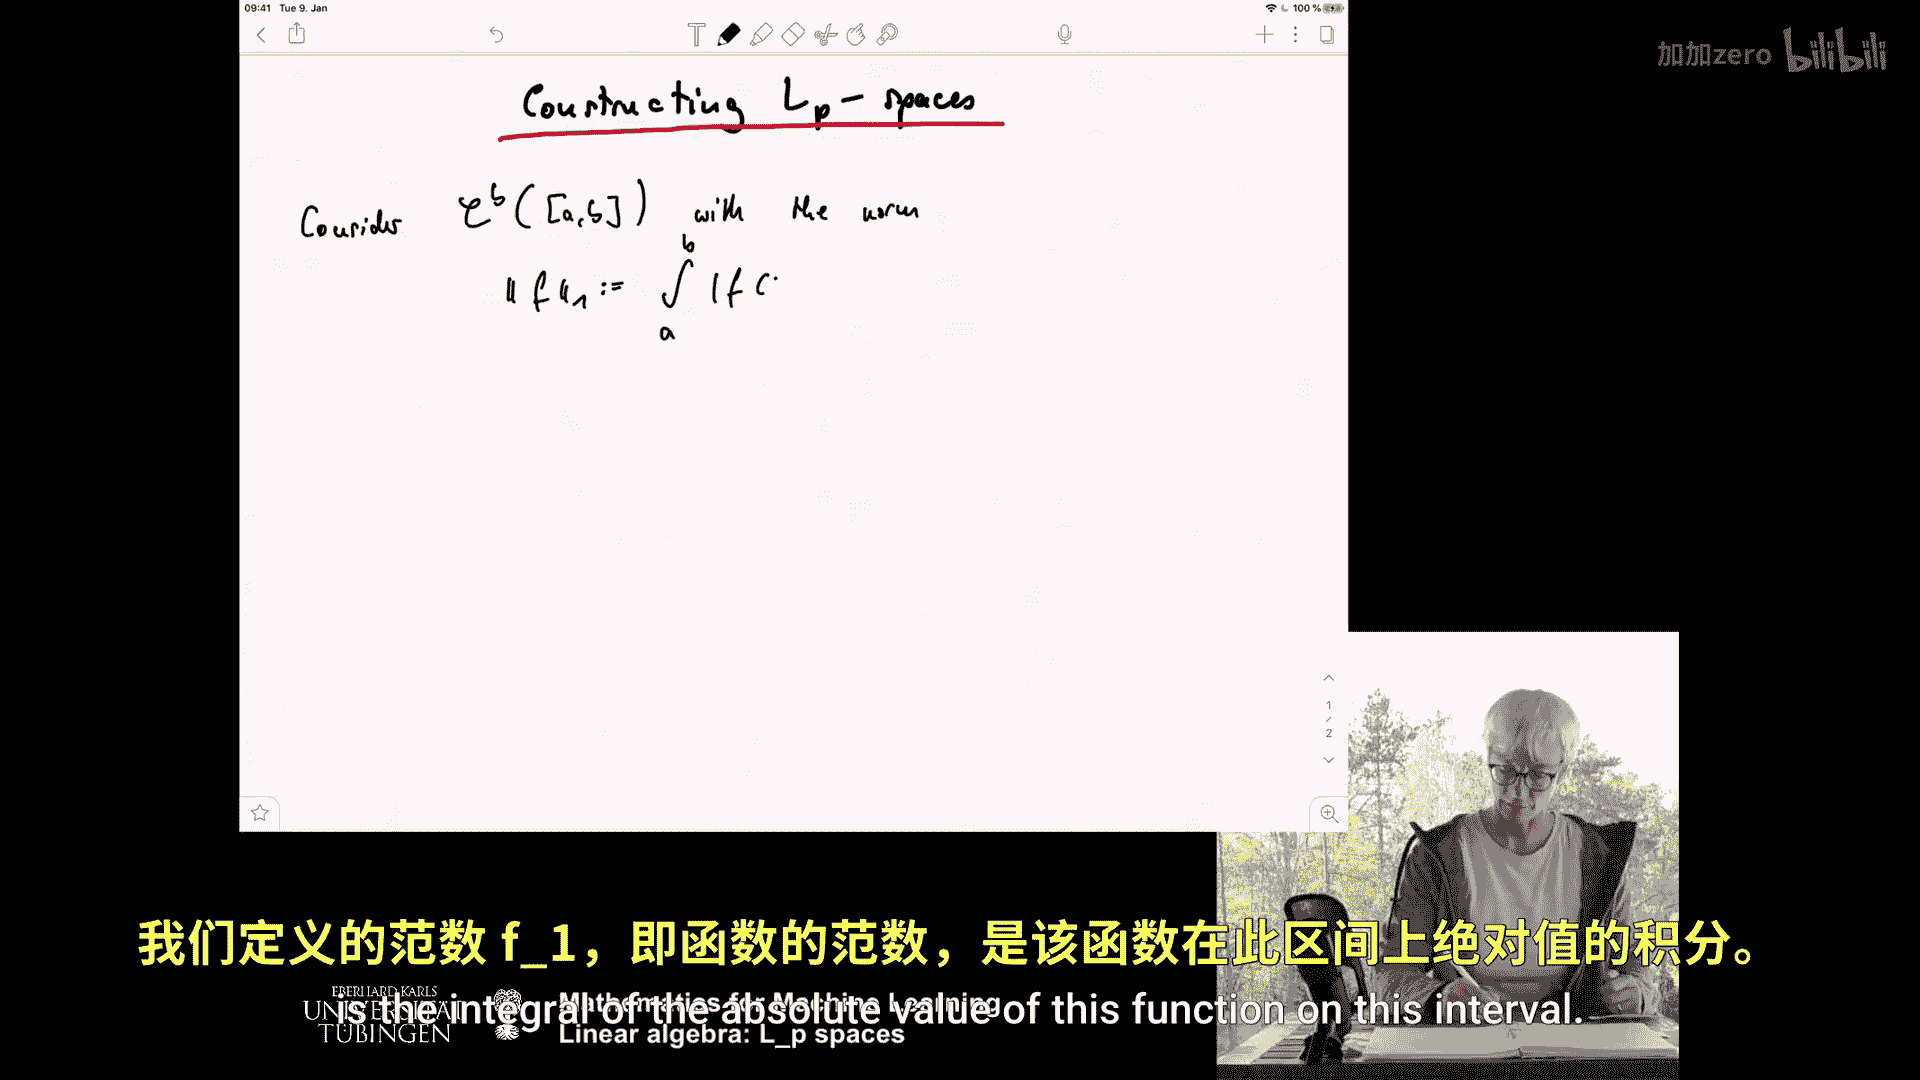 09:41 Tue 9. Jan
100 %
加加zero bilibili
Constructing L_p - spaces
Consider 𝒞^b([a,b]) with the norm
‖f‖_1 := ∫_a^b |f(
1
2
我们定义的范数 f_1，即函数的范数，是该函数在此区间上绝对值的积分。
is the integral of the absolute value of this function on this interval.
EBERHARD KARLS
UNIVERSITÄT
TÜBINGEN
Mathematics for Machine Learning
Linear algebra: L_p spaces